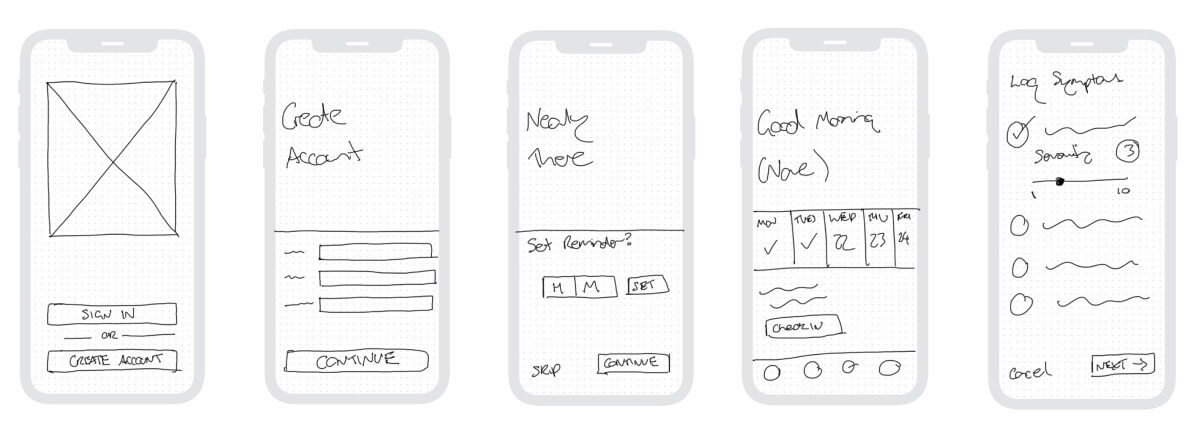 SIGN IN
OR
CREATE ACCOUNT
Create
Account
CONTINUE
Nearly
There
Set Reminder?
H M SET
SKIP CONTINUE
Good Morning
(Name)
MON TUES WED THU FRI
22 23 24
Check In
Log Symptoms
Severity 3
1 10
cancel NEXT →